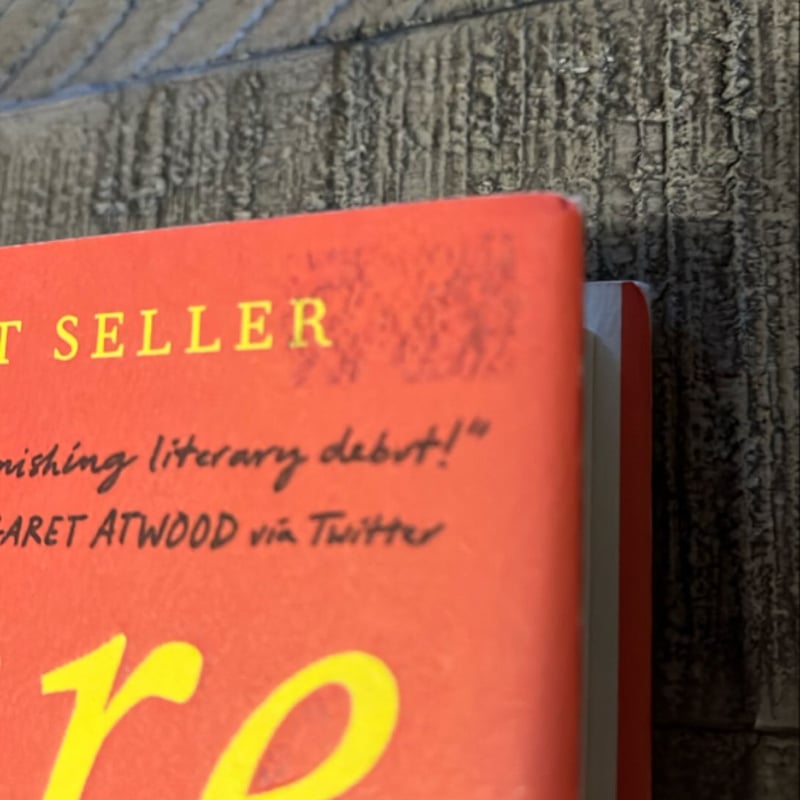 T SELLER
nishing literary debut!"
GARET ATWOOD via Twitter
re